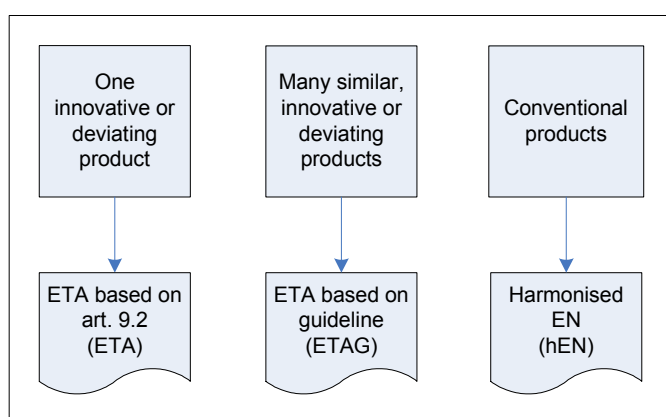 One
innovative or
deviating
product
Many similar,
innovative or
deviating
products
Conventional
products
ETA based on
art. 9.2
(ETA)
ETA based on
guideline
(ETAG)
Harmonised
EN
(hEN)